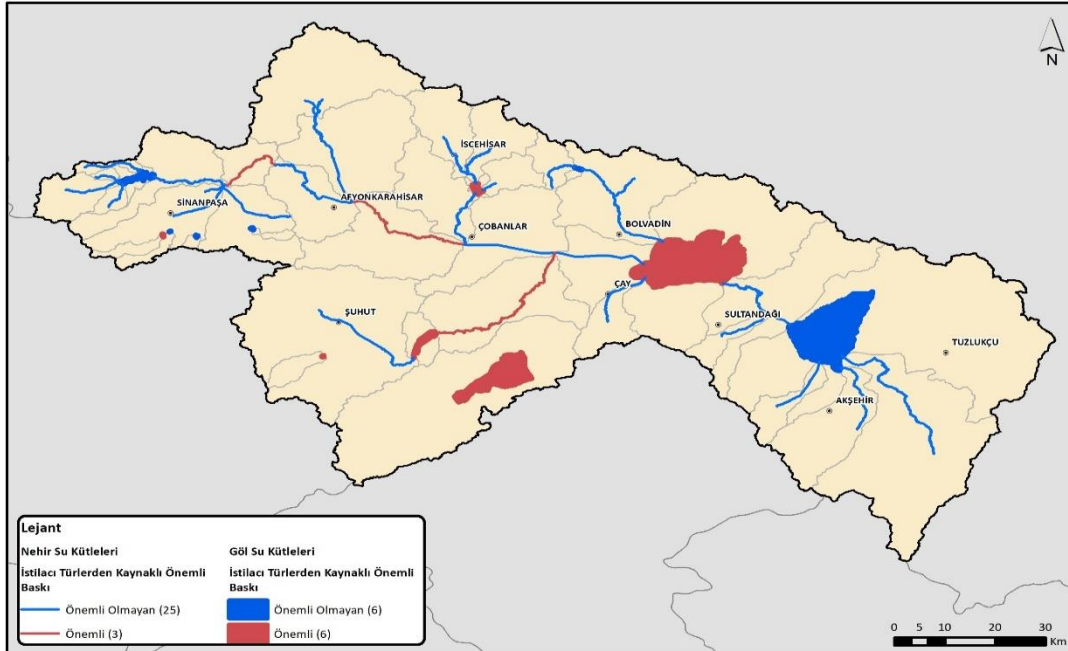 N
İSCEHİSAR
AFYONKARAHİSAR
SİNANPAŞA
ÇOBANLAR
BOLVADİN
ÇAY
ŞUHUT
SULTANDAĞI
TUZLUKÇU
AKŞEHİR
Lejant
Nehir Su Kütleleri
İstilacı Türlerden Kaynaklı Önemli
Baskı
Önemli Olmayan (25)
Önemli (3)
Göl Su Kütleleri
İstilacı Türlerden Kaynaklı Önemli
Baskı
Önemli Olmayan (6)
Önemli (6)
0 5 10 20 30
Km